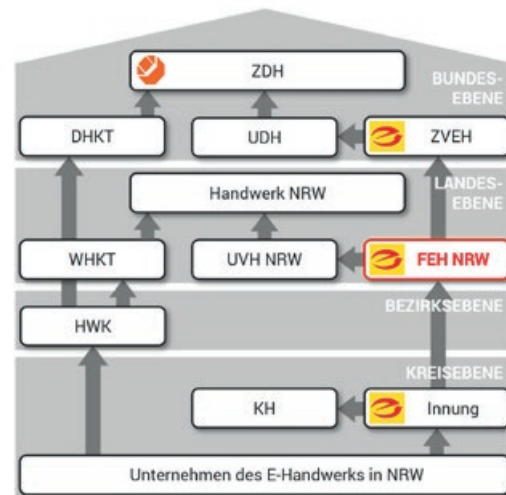 ZDH
BUNDES-
EBENE
DHKT
UDH
ZVEH
LANDES-
EBENE
Handwerk NRW
WHKT
UVH NRW
FEH NRW
BEZIRKSEBENE
HWK
KREISEBENE
KH
Innung
Unternehmen des E-Handwerks in NRW